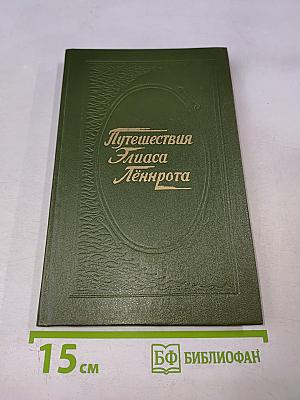 Путешествия
Элиаса
Лённрота
15 см
БФ БИБЛИОФАН